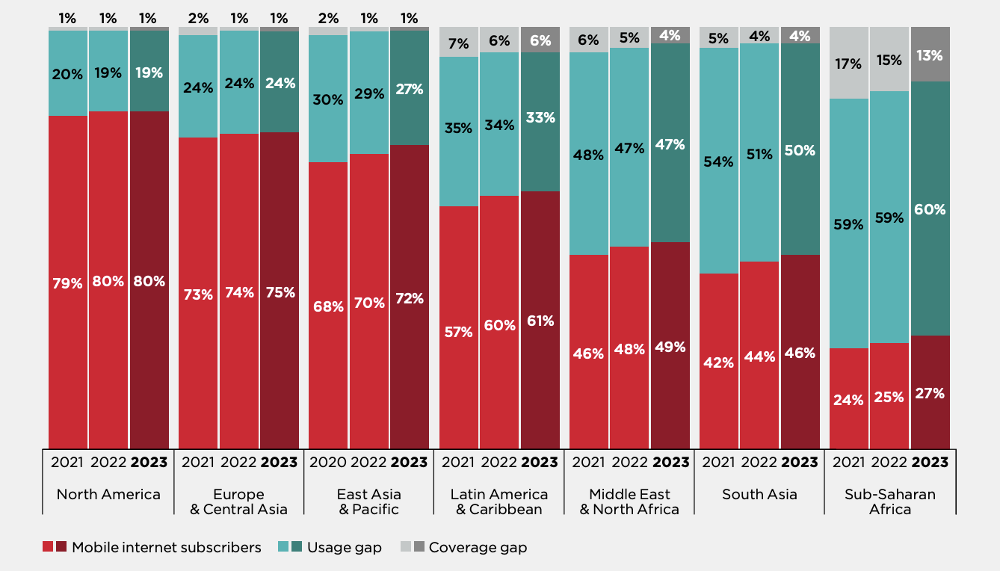 1% 1% 1% 2% 1% 1% 2% 1% 1%
7% 6% 6% 6% 5% 4% 5% 4% 4% 17% 15% 13%
20% 19% 19% 24% 24% 24% 30% 29% 27% 35% 34% 33% 48% 47% 47% 54% 51% 50% 59% 59% 60%
79% 80% 80% 73% 74% 75% 68% 70% 72% 57% 60% 61% 46% 48% 49% 42% 44% 46% 24% 25% 27%
2021 2022 2023 2021 2022 2023 2020 2022 2023 2021 2022 2023 2021 2022 2023 2021 2022 2023 2021 2022 2023
North America
Europe
& Central Asia
East Asia
& Pacific
Latin America
& Caribbean
Middle East
& North Africa
South Asia
Sub-Saharan
Africa
Mobile internet subscribers Usage gap Coverage gap